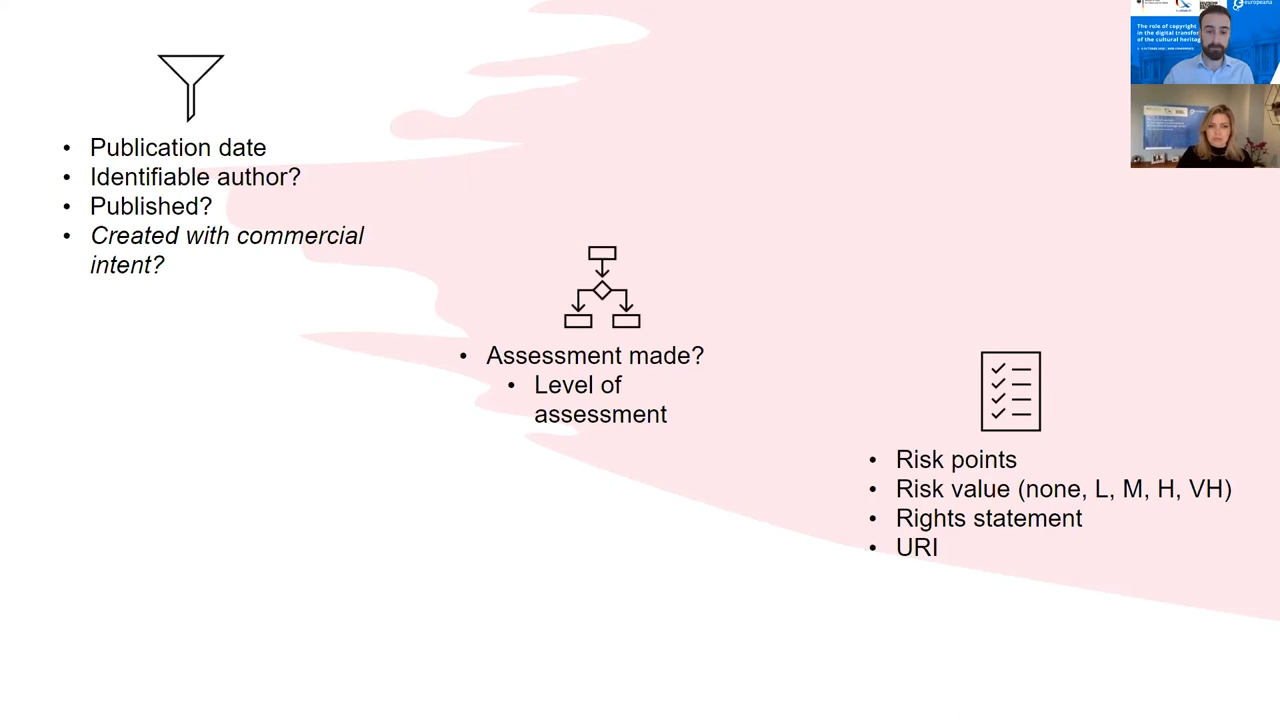 • Publication date
• Identifiable author?
• Published?
• Created with commercial
intent?
• Assessment made?
• Level of
assessment
• Risk points
• Risk value (none, L, M, H, VH)
• Rights statement
• URI
europeana
The role of copyright
in the digital transfor
of the cultural heritag